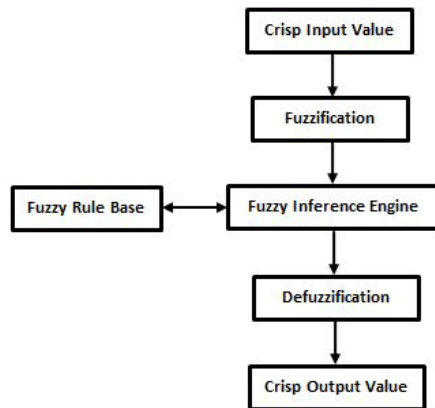 Crisp Input Value
Fuzzification
Fuzzy Rule Base
Fuzzy Inference Engine
Defuzzification
Crisp Output Value